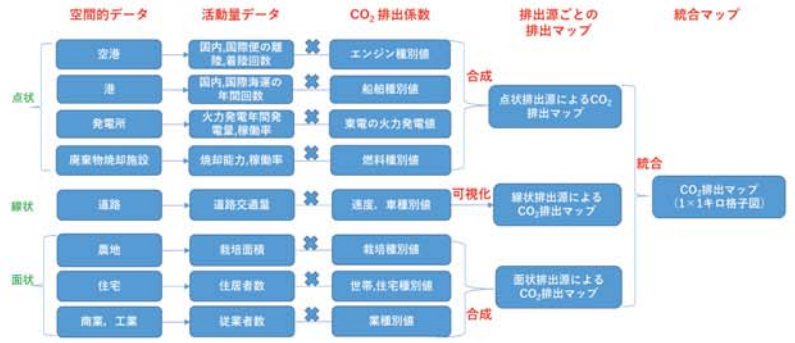 空間的データ
活動量データ
CO₂ 排出係数
排出源ごとの
排出マップ
点状
空港
国内,国際便の離
陸,着陸回数
エンジン種別値
港
国内,国際海運の
年間回数
船舶種別値
発電所
火力発電年間発
電量,稼働率
東電の火力発電値
廃棄物焼却施設
焼却能力,稼働率
燃料種別値
合成
点状排出源によるCO₂
排出マップ
線状
道路
道路交通量
速度、車種別値
可視化
線状排出源による
CO₂排出マップ
面状
農地
栽培面積
栽培種別値
住宅
住居者数
世帯,住宅種別値
商業，工業
従業者数
業種別値
合成
面状排出源による
CO₂排出マップ
統合
CO₂排出マップ
(1×1キロ格子図)